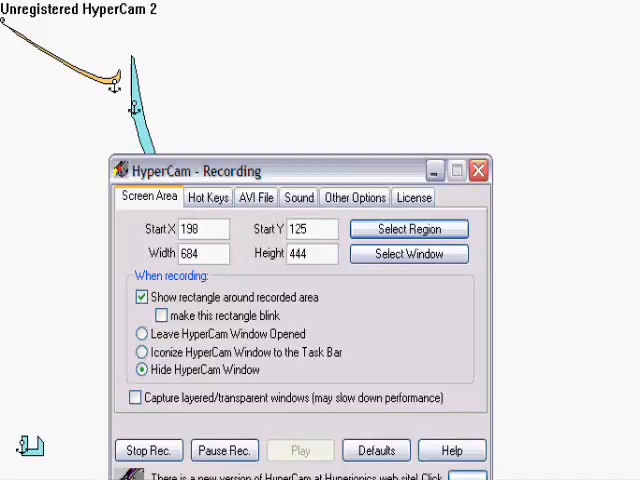 Unregistered HyperCam 2
HyperCam - Recording
Screen Area Hot Keys AVI File Sound Other Options License
Start X 198 Start Y 125 Select Region
Width 684 Height 444 Select Window
When recording:
Show rectangle around recorded area
make this rectangle blink
Leave HyperCam Window Opened
Iconize HyperCam Window to the Task Bar
Hide HyperCam Window
Capture layered/transparent windows (may slow down performance)
Stop Rec. Pause Rec. Play Defaults Help
There is a new version of HyperCam at Hyperionics web site! Click